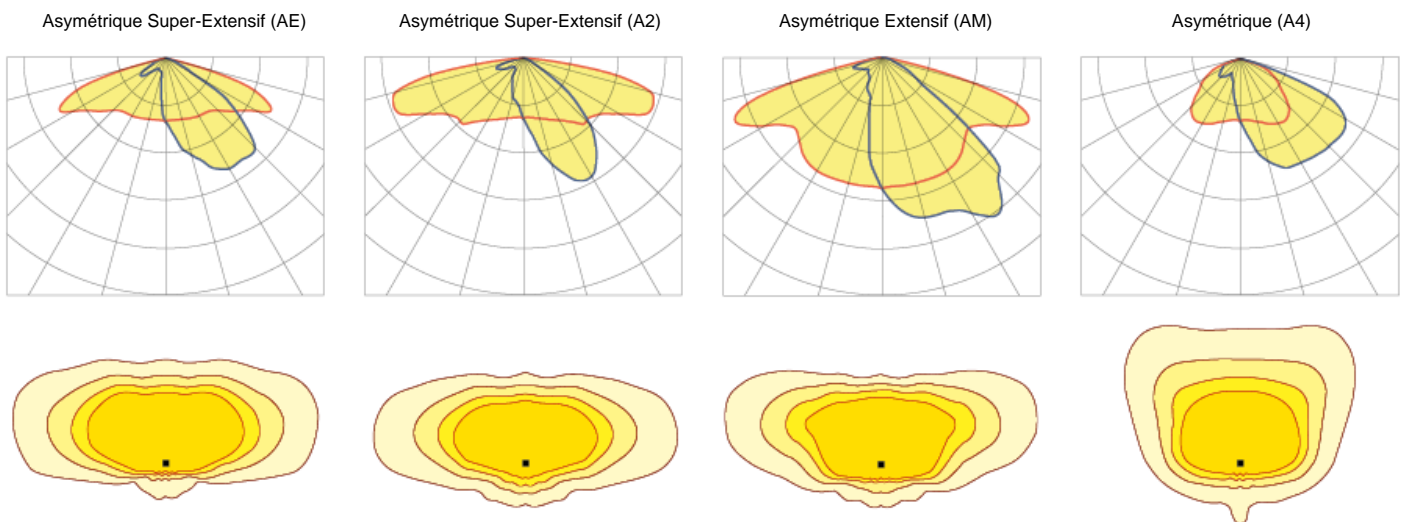 Asymétrique Super-Extensif (AE)
Asymétrique Super-Extensif (A2)
Asymétrique Extensif (AM)
Asymétrique (A4)